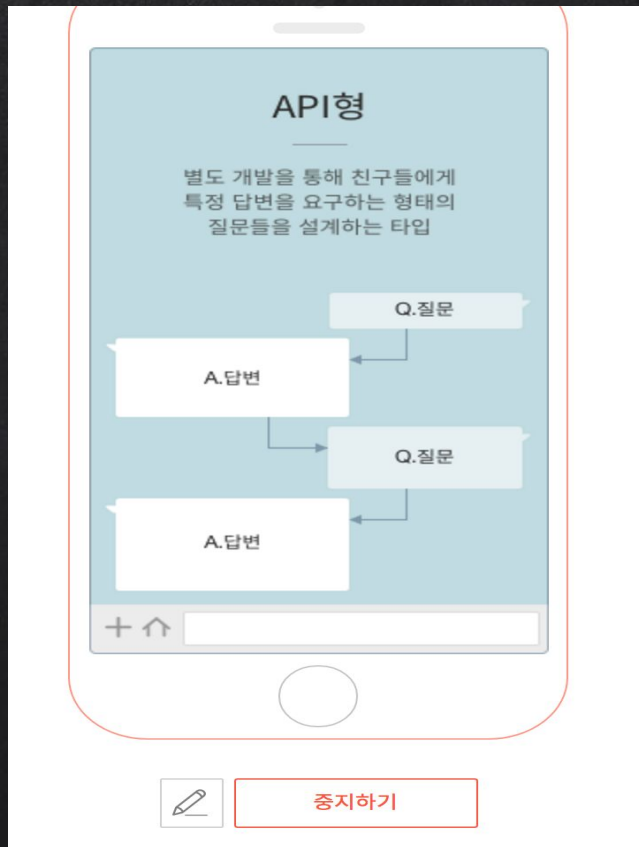 API형
별도 개발을 통해 친구들에게
특정 답변을 요구하는 형태의
질문들을 설계하는 타입
Q.질문
A.답변
Q.질문
A.답변
중지하기